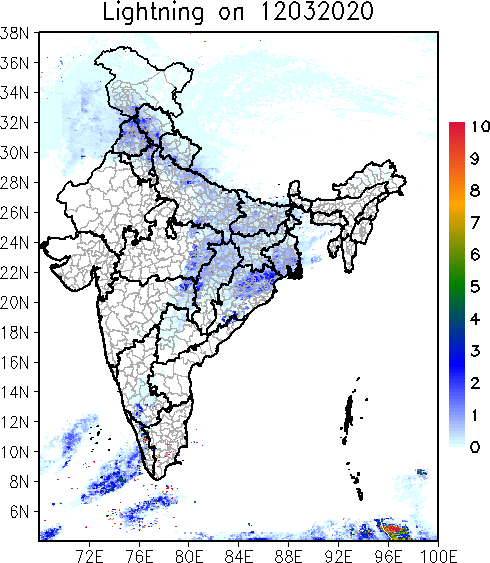 Lightning on 12032020
38N
36N
34N
32N
30N
28N
26N
24N
22N
20N
18N
16N
14N
12N
10N
8N
6N
72E 76E 80E 84E 88E 92E 96E 100E
10
9
8
7
6
5
4
3
2
1
0